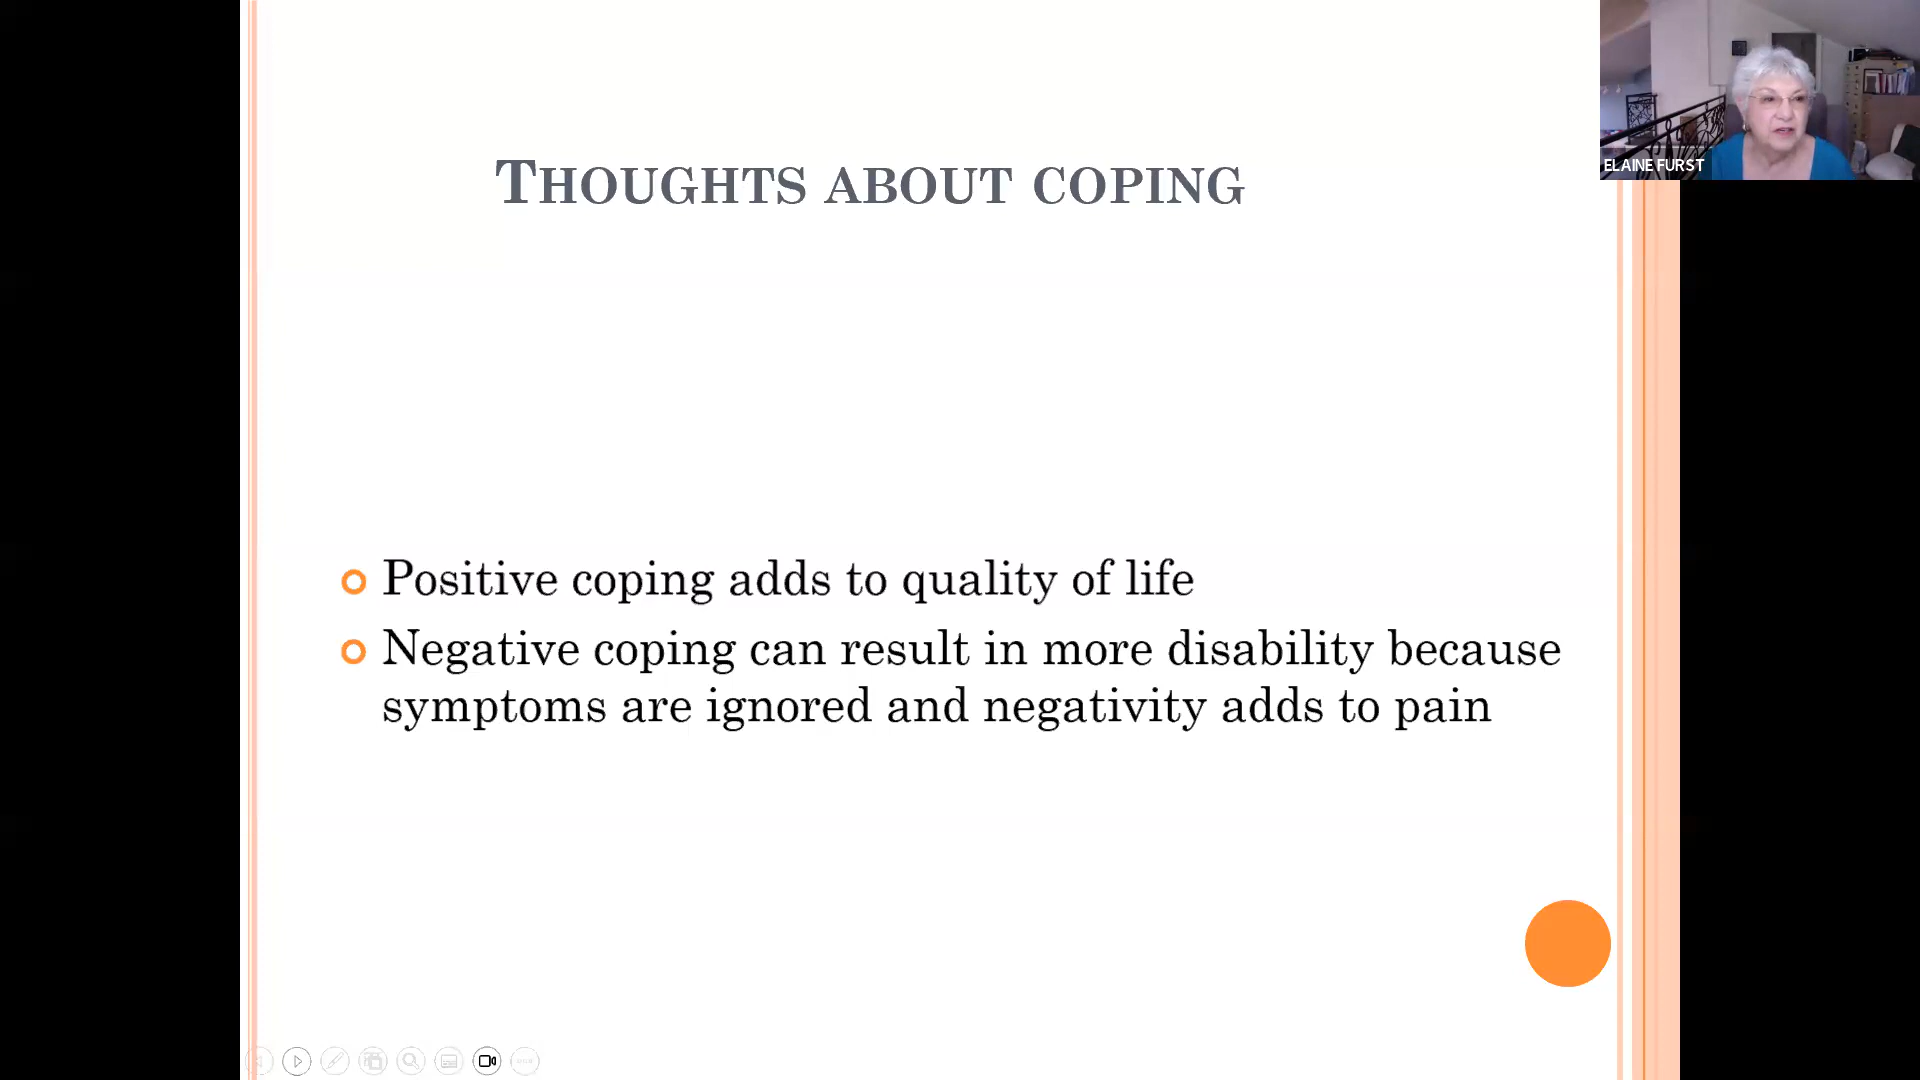 THOUGHTS ABOUT COPING
ELAINE FURST
Positive coping adds to quality of life
Negative coping can result in more disability because
symptoms are ignored and negativity adds to pain